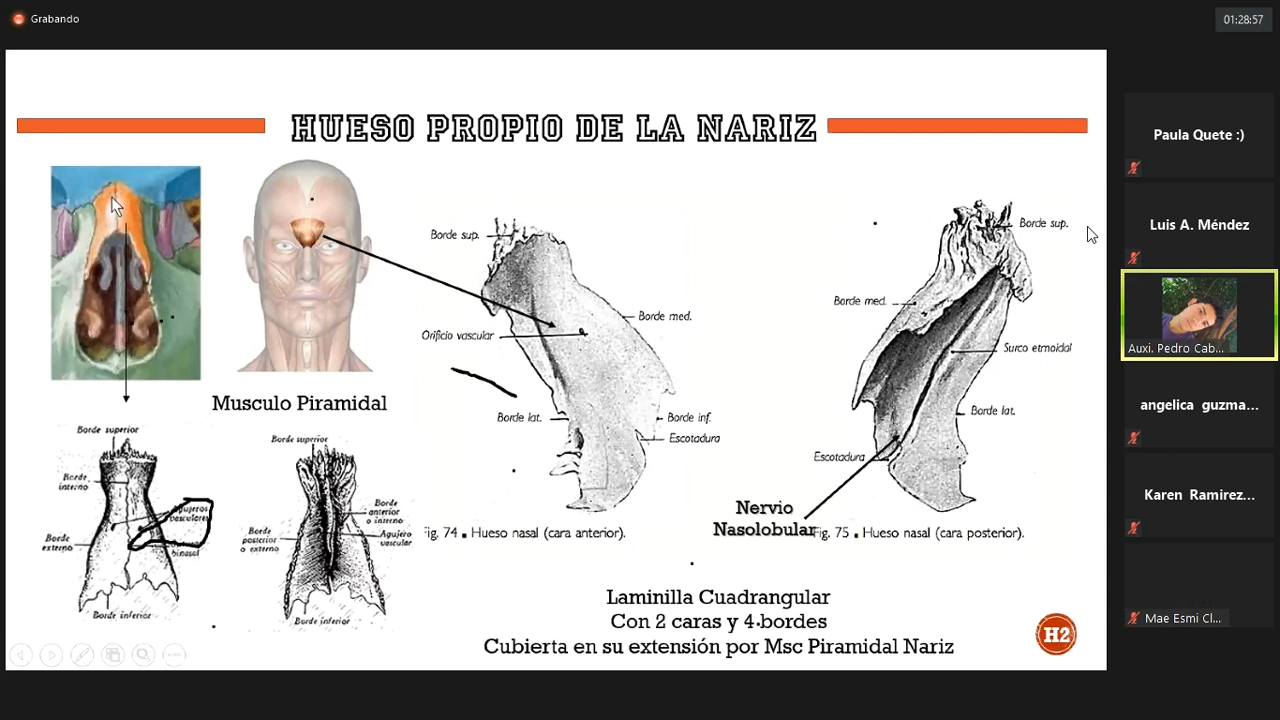 Grabando
01:28:57
HUESO PROPIO DE LA NARIZ
Musculo Piramidal
Borde sup.
Borde med.
Orificio vascular
Borde lat.
Borde inf.
Escotadura
Fig. 74 . Hueso nasal (cara anterior).
Borde sup.
Borde med.
Surco etmoidal
Borde lat.
Escotadura
Nervio
Nasolobular
Fig. 75 . Hueso nasal (cara posterior).
Borde superior
Borde
interno
Agujeros
vasculares
Borde
externo
binasal
Borde inferior
Borde superior
Borde
anterior
o interno
Borde
posterior
o externo
Agujero
vascular
Borde inferior
Laminilla Cuadrangular
Con 2 caras y 4 bordes
Cubierta en su extensión por Msc Piramidal Nariz
H2
Paula Quete :)
Luis A. Méndez
Auxi. Pedro Cab...
angelica guzma...
Karen Ramirez...
Mae Esmi Cl...